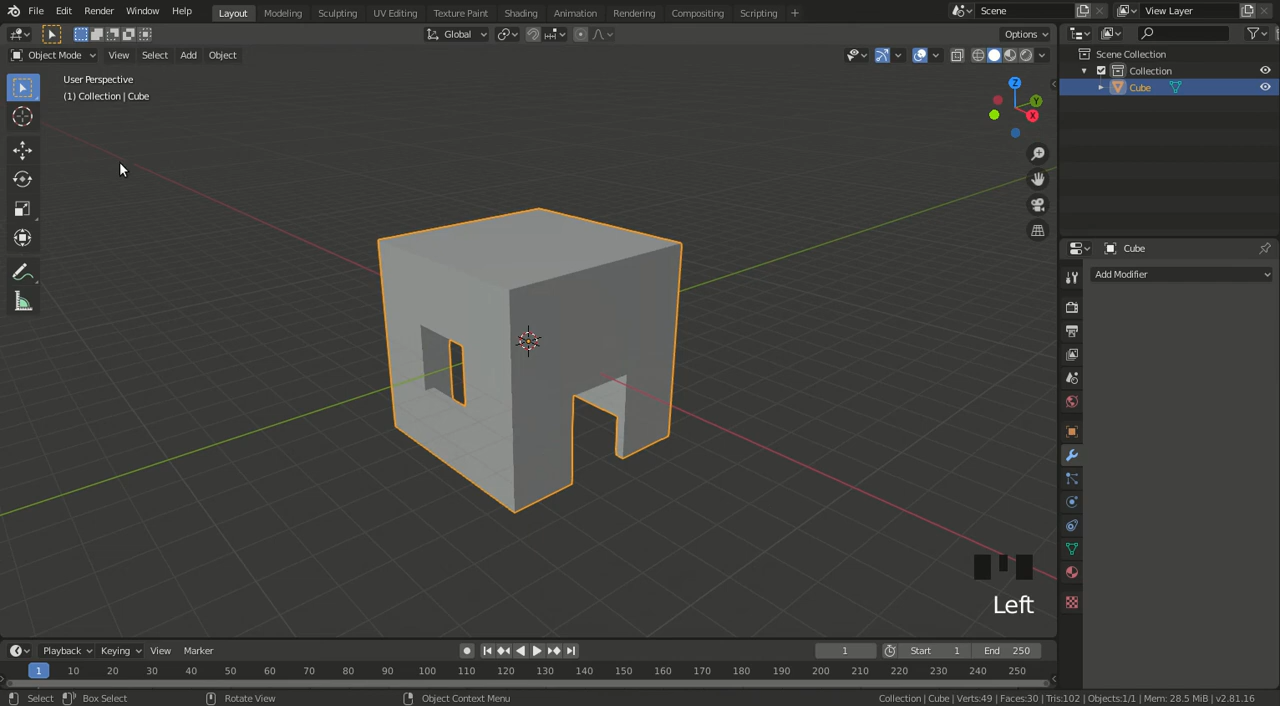 File Edit Render Window Help Layout Modeling Sculpting UV Editing Texture Paint Shading Animation Rendering Compositing Scripting + Scene View Layer
Global Options
Object Mode View Select Add Object
Scene Collection
Collection
Cube
User Perspective
(1) Collection | Cube
Z
Y
X
Cube
Add Modifier
Left
Playback Keying View Marker 1 Start 1 End 250
1 10 20 30 40 50 60 70 80 90 100 110 120 130 140 150 160 170 180 190 200 210 220 230 240 250
Select Box Select Rotate View Object Context Menu Collection | Cube | Verts:49 | Faces:30 | Tris:102 | Objects:1/1 | Mem: 28.5 MiB | v2.81.16